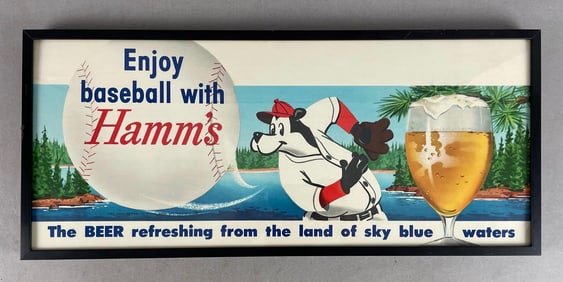 Enjoy
baseball with
Hamm's
The BEER refreshing from the land of sky blue waters